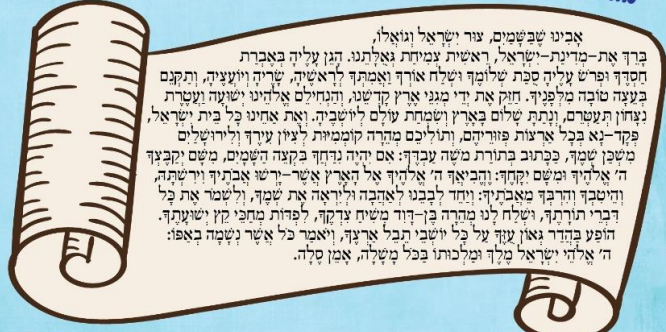 אָבִינוּ שֶׁבַּשָּׁמַיִם, צוּר יִשְׂרָאֵל וְגוֹאֲלוֹ,
בָּרֵךְ אֶת–מְדִינַת–יִשְׂרָאֵל, רֵאשִׁית צְמִיחַת גְּאֻלָּתֵנוּ. הָגֵן עָלֶיהָ בְּאֶבְרַת
חַסְדֶּךָ וּפְרֹשׂ עָלֶיהָ סֻכַּת שְׁלוֹמֶךָ וּשְׁלַח אוֹרְךָ וַאֲמִתְּךָ לְרָאשֶׁיהָ, שָׂרֶיהָ וְיוֹעֲצֶיהָ, וְתַקְּנֵם
בְּעֵצָה טוֹבָה מִלְּפָנֶיךָ. חַזֵּק אֶת יְדֵי מְגִנֵּי אֶרֶץ קָדְשֵׁנוּ, וְהַנְחִילֵם אֱלֹהֵינוּ יְשׁוּעָה וַעֲטֶרֶת
נִצָּחוֹן תְּעַטְּרֵם, וְנָתַתָּ שָׁלוֹם בָּאָרֶץ וְשִׂמְחַת עוֹלָם לְיוֹשְׁבֶיהָ. וְאֶת אַחֵינוּ כָּל בֵּית יִשְׂרָאֵל,
פְּקָד–נָא בְּכָל אַרְצוֹת פְּזוּרֵיהֶם, וְתוֹלִיכֵם מְהֵרָה קוֹמְמִיּוּת לְצִיּוֹן עִירֶךָ וְלִירוּשָׁלַיִם
מִשְׁכַּן שְׁמֶךָ, כַּכָּתוּב בְּתוֹרַת מֹשֶׁה עַבְדֶּךָ: אִם יִהְיֶה נִדַּחֲךָ בִּקְצֵה הַשָּׁמַיִם, מִשָּׁם יְקַבֶּצְךָ
ה׳ אֱלֹהֶיךָ וּמִשָּׁם יִקָּחֶךָ: וֶהֱבִיאֲךָ ה׳ אֱלֹהֶיךָ אֶל הָאָרֶץ אֲשֶׁר–יָרְשׁוּ אֲבֹתֶיךָ וִירִשְׁתָּהּ,
וְהֵיטִבְךָ וְהִרְבְּךָ מֵאֲבֹתֶיךָ: וְיַחֵד לְבָבֵנוּ לְאַהֲבָה וּלְיִרְאָה אֶת שְׁמֶךָ, וְלִשְׁמֹר אֶת כָּל
דִּבְרֵי תוֹרָתֶךָ, וּשְׁלַח לָנוּ מְהֵרָה בֶּן–דָּוִד מְשִׁיחַ צִדְקֶךָ, לִפְדּוֹת מְחַכֵּי קֵץ יְשׁוּעָתֶךָ.
הוֹפַע בַּהֲדַר גְּאוֹן עֻזֶּךָ עַל כָּל יוֹשְׁבֵי תֵבֵל אַרְצֶךָ, וְיֹאמַר כֹּל אֲשֶׁר נְשָׁמָה בְאַפּוֹ:
ה׳ אֱלֹהֵי יִשְׂרָאֵל מֶלֶךְ וּמַלְכוּתוֹ בַּכֹּל מָשָׁלָה, אָמֵן סֶלָה.